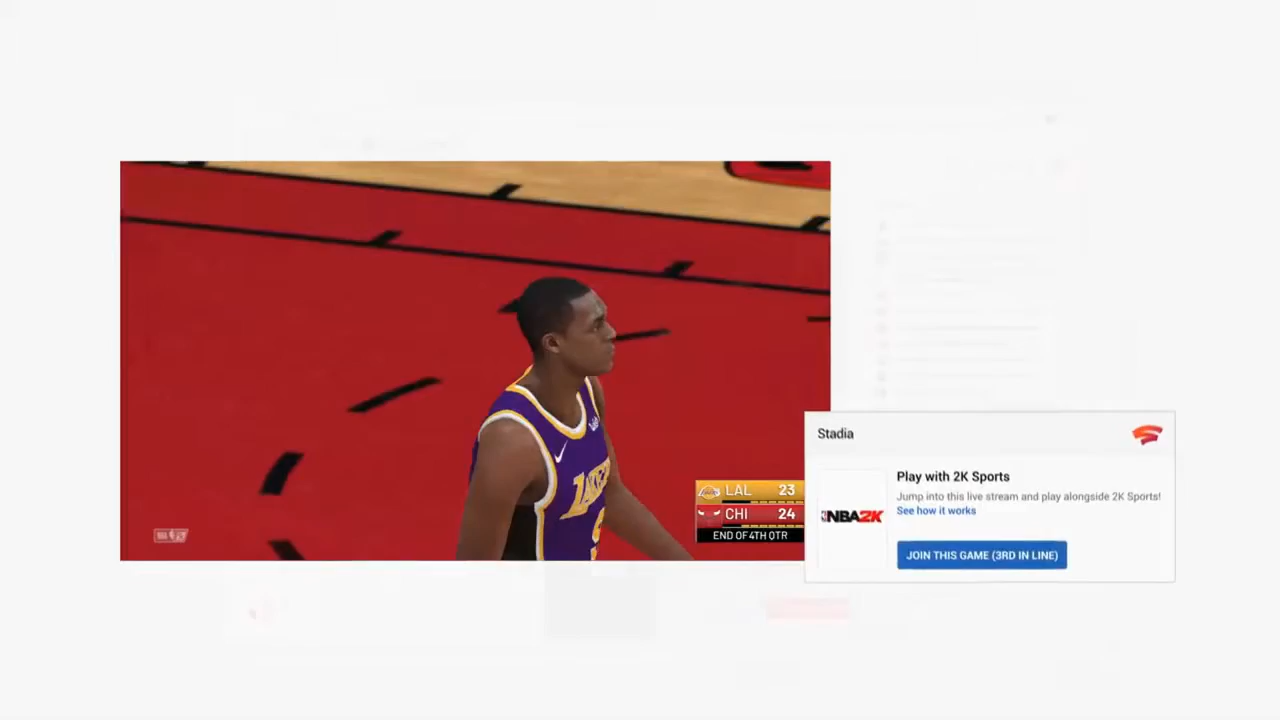 LAKERS
LAL 23
CHI 24
END OF 4TH QTR
Stadia
Play with 2K Sports
Jump into this live stream and play alongside 2K Sports!
See how it works
NBA2K
JOIN THIS GAME (3RD IN LINE)